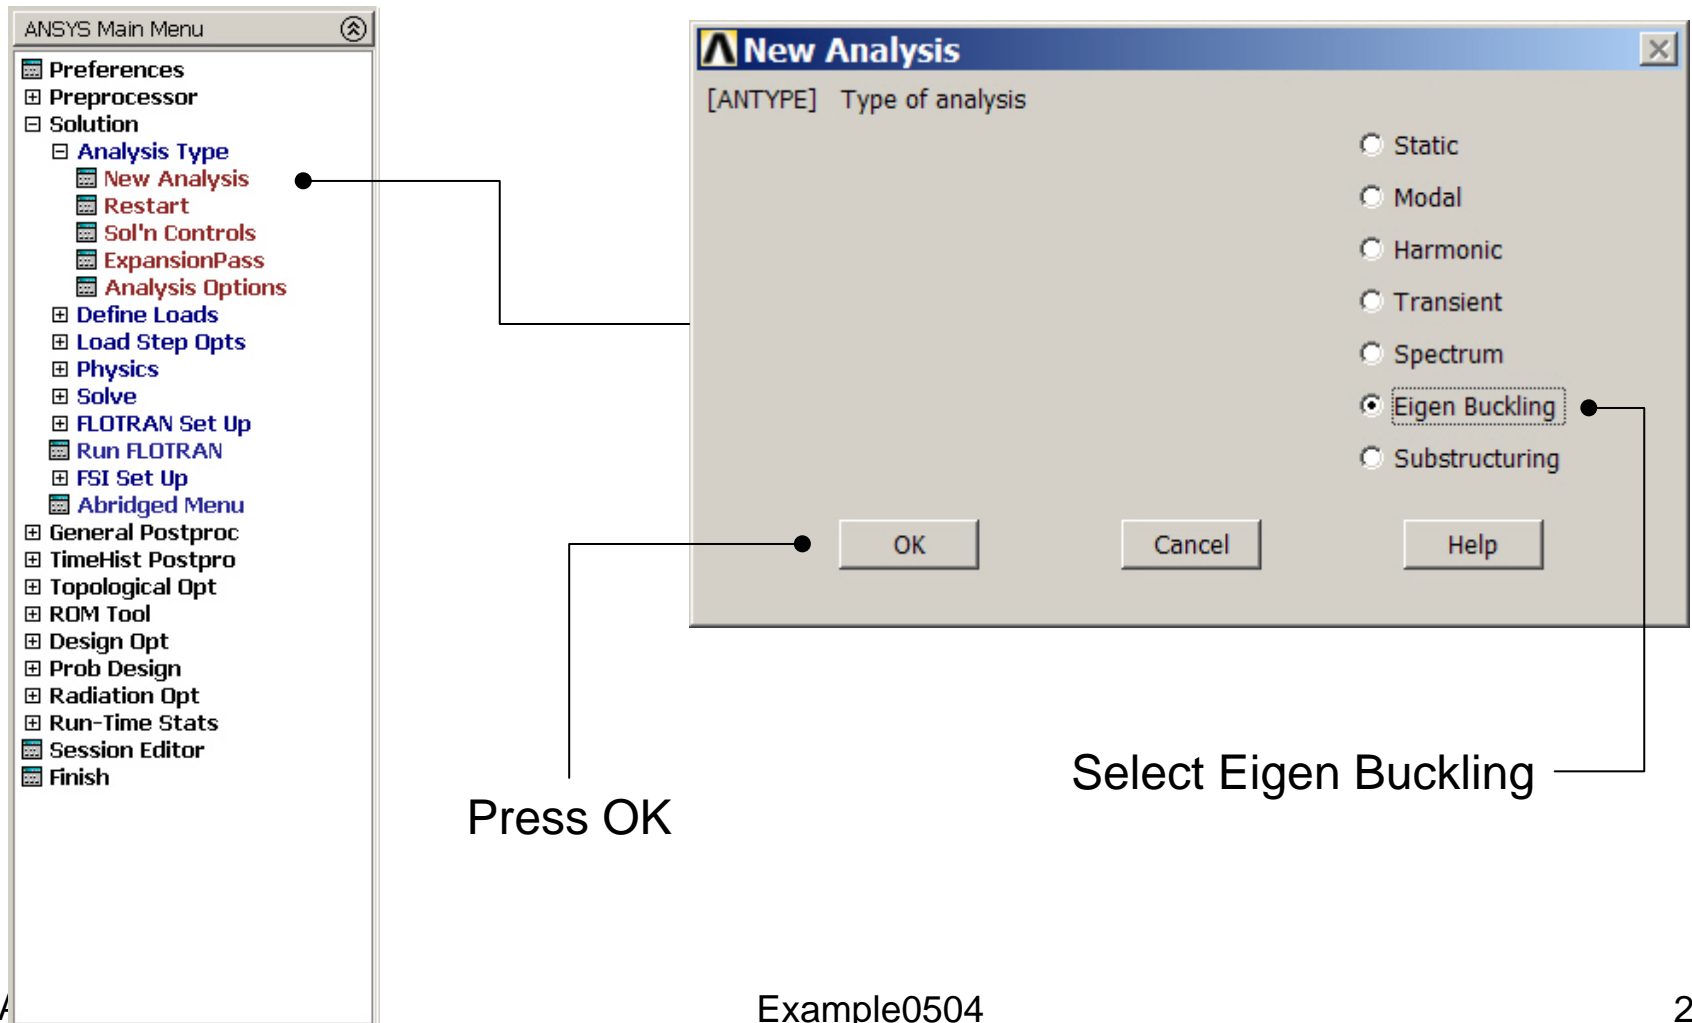 ANSYS Main Menu
Preferences
Preprocessor
Solution
Analysis Type
New Analysis
Restart
Sol'n Controls
ExpansionPass
Analysis Options
Define Loads
Load Step Opts
Physics
Solve
FLOTRAN Set Up
Run FLOTRAN
FSI Set Up
Abridged Menu
General Postproc
TimeHist Postpro
Topological Opt
ROM Tool
Design Opt
Prob Design
Radiation Opt
Run-Time Stats
Session Editor
Finish
New Analysis
[ANTYPE] Type of analysis
Static
Modal
Harmonic
Transient
Spectrum
Eigen Buckling
Substructuring
OK Cancel Help
Select Eigen Buckling
Press OK
Example0504
2